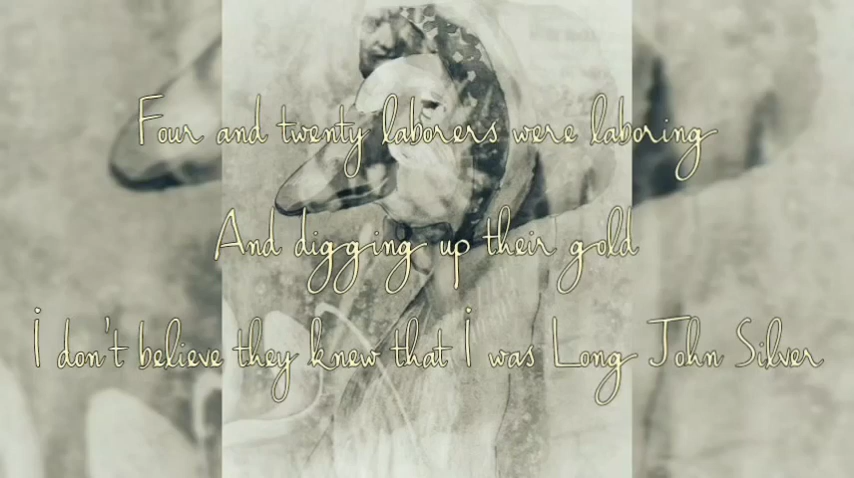 Four and twenty laborers were laboring
And digging up their gold
I don't believe they knew that I was Long John Silver